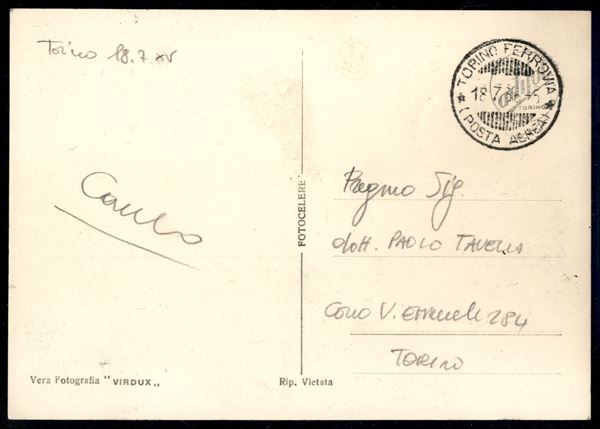 Torino 18.7 XV
TORINO FERROVIA
18.7.
TORINO
(POSTA AEREA)
FOTOCELERE
Pregmo Sig.
dott. PAOLO TAVELLA
Corso V. Emanuele 284
TORINO
Vera Fotografia "VIRDUX„
Rip. Vietata